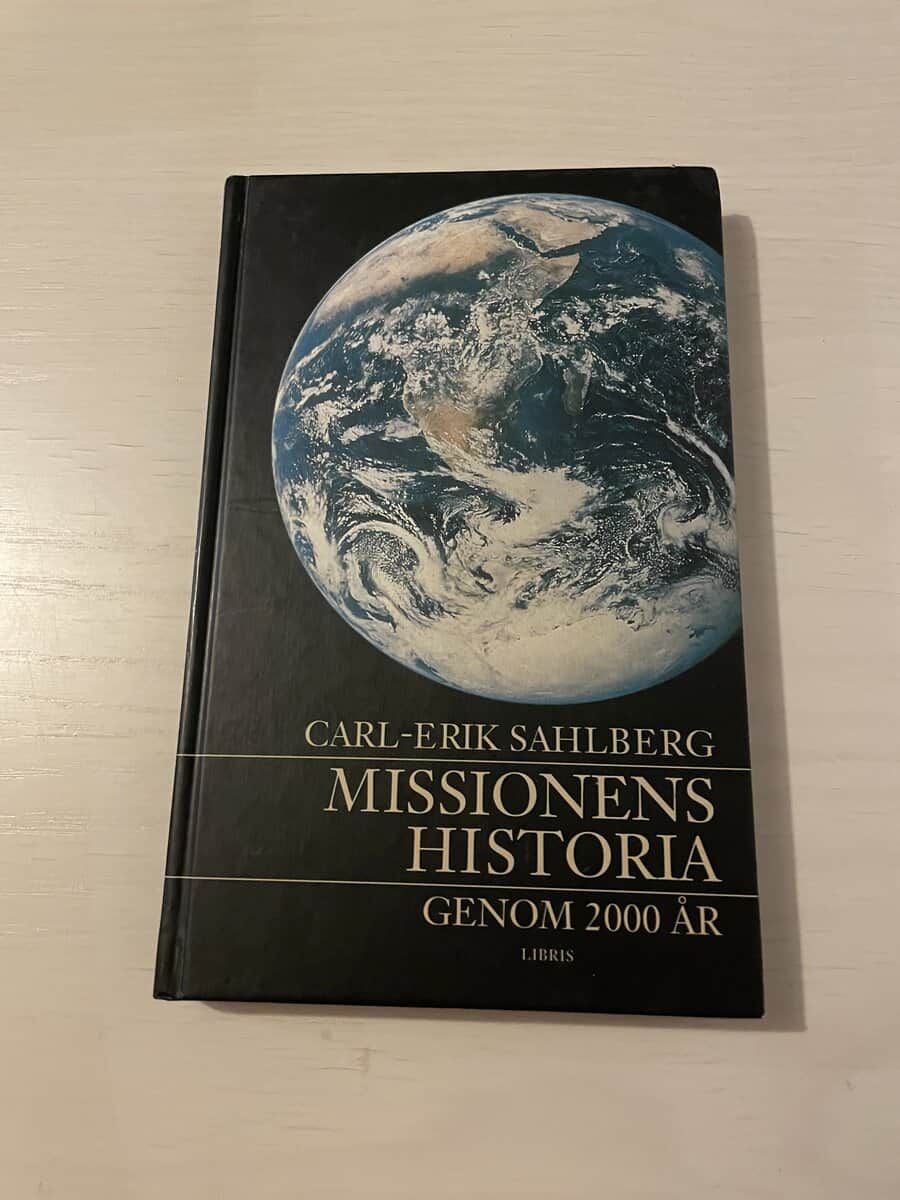 CARL-ERIK SAHLBERG
MISSIONENS
HISTORIA
GENOM 2000 ÅR
LIBRIS